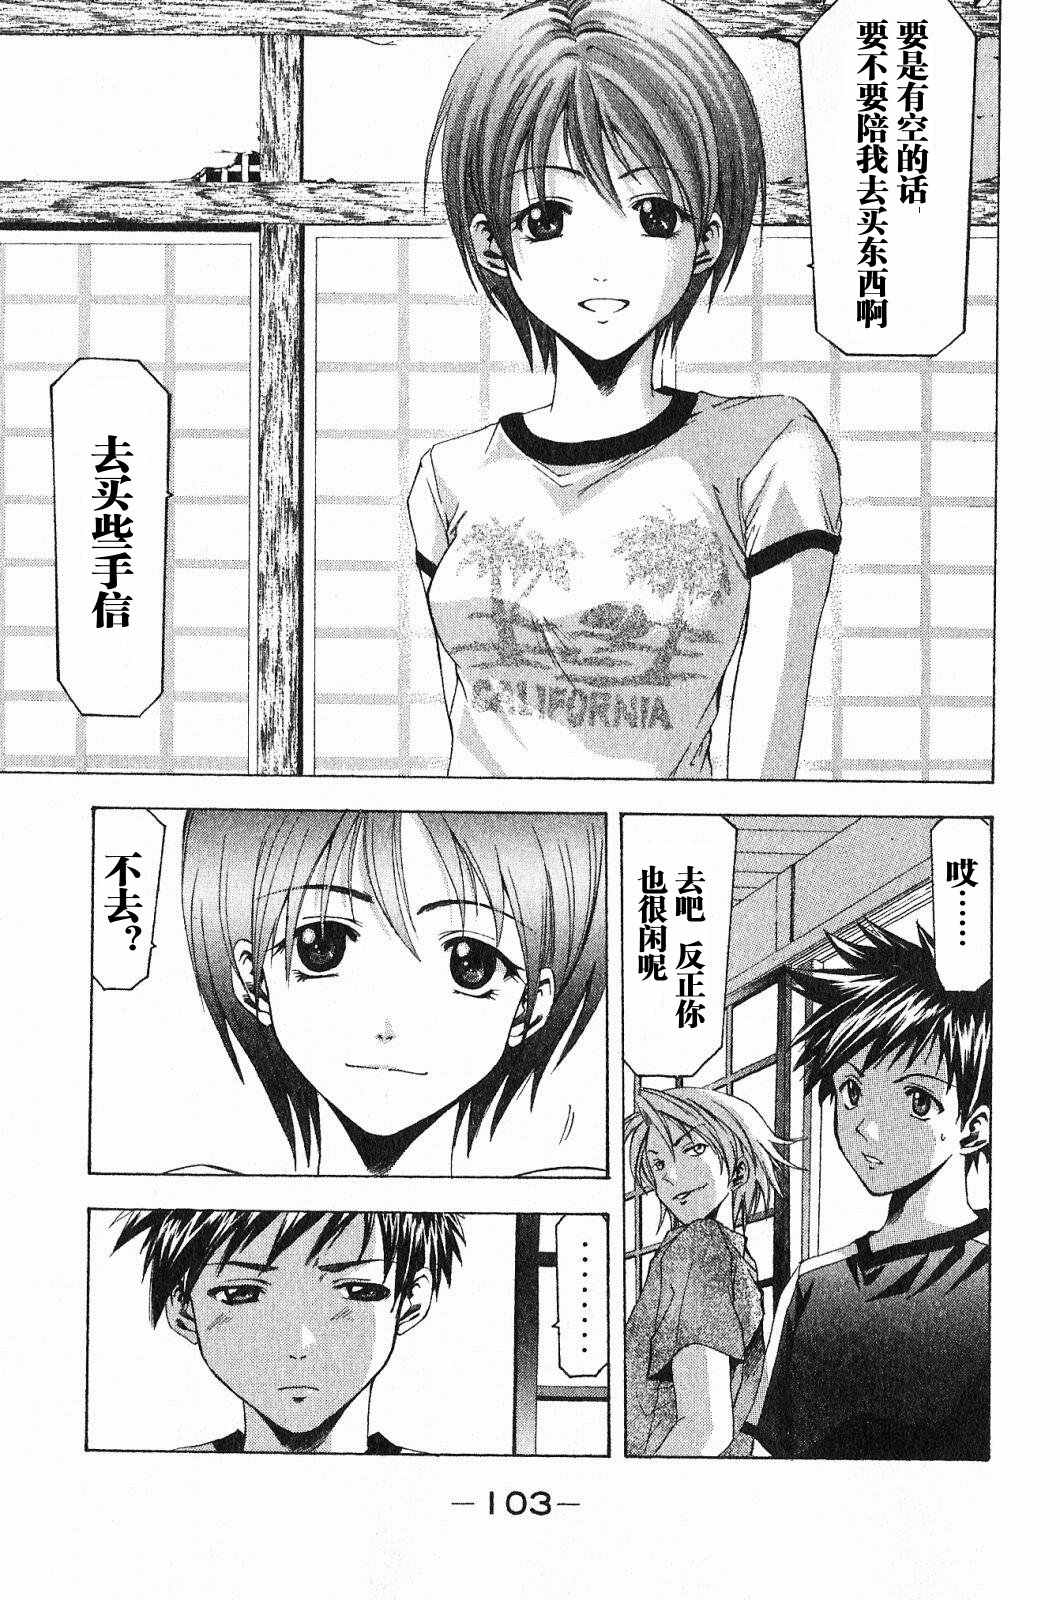 要是有空的话
要不要陪我去买东西啊
去买些手信
CALIFORNIA
哎……
去吧 反正你
也很闲呢
不去?
………
—103—